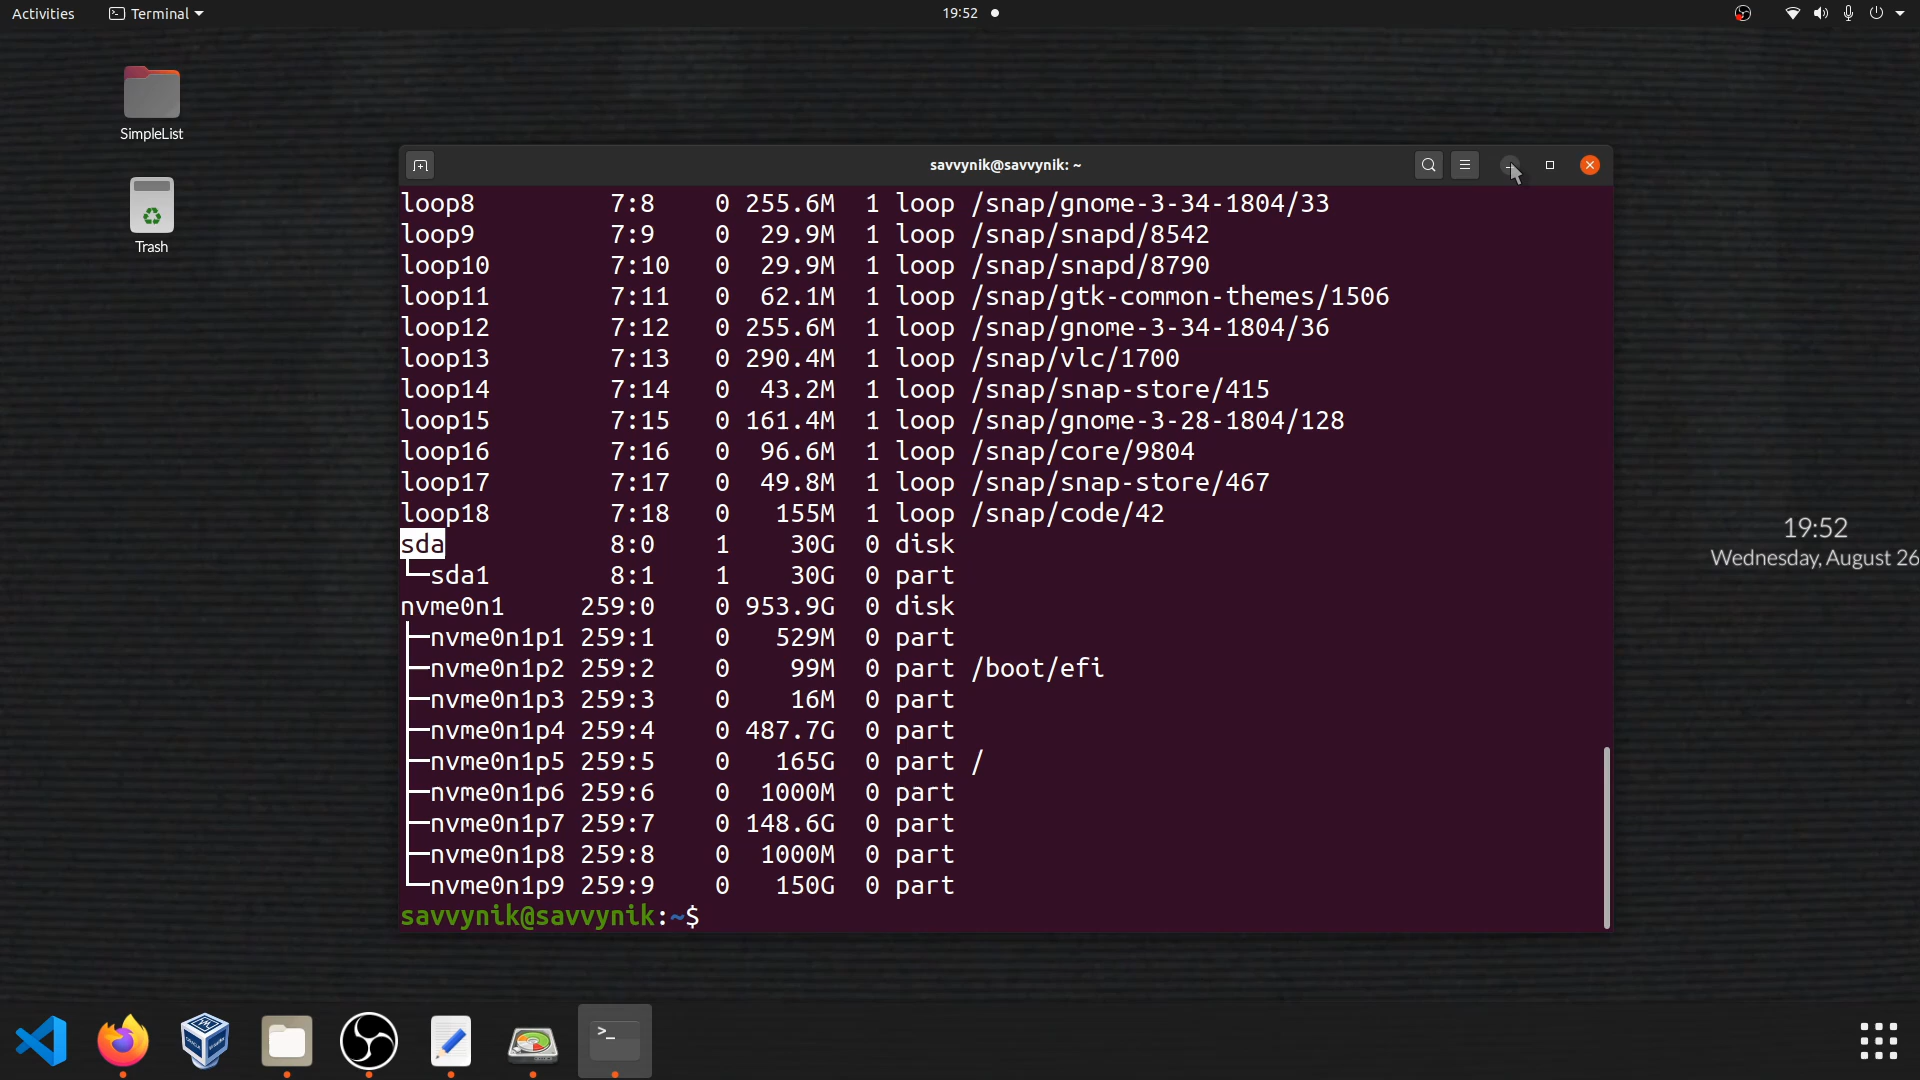 Activities Terminal 19:52
SimpleList
Trash
savvynik@savvynik: ~
loop8 7:8 0 255.6M 1 loop /snap/gnome-3-34-1804/33
loop9 7:9 0 29.9M 1 loop /snap/snapd/8542
loop10 7:10 0 29.9M 1 loop /snap/snapd/8790
loop11 7:11 0 62.1M 1 loop /snap/gtk-common-themes/1506
loop12 7:12 0 255.6M 1 loop /snap/gnome-3-34-1804/36
loop13 7:13 0 290.4M 1 loop /snap/vlc/1700
loop14 7:14 0 43.2M 1 loop /snap/snap-store/415
loop15 7:15 0 161.4M 1 loop /snap/gnome-3-28-1804/128
loop16 7:16 0 96.6M 1 loop /snap/core/9804
loop17 7:17 0 49.8M 1 loop /snap/snap-store/467
loop18 7:18 0 155M 1 loop /snap/code/42
sda 8:0 1 30G 0 disk
└─sda1 8:1 1 30G 0 part
nvme0n1 259:0 0 953.9G 0 disk
├─nvme0n1p1 259:1 0 529M 0 part
├─nvme0n1p2 259:2 0 99M 0 part /boot/efi
├─nvme0n1p3 259:3 0 16M 0 part
├─nvme0n1p4 259:4 0 487.7G 0 part
├─nvme0n1p5 259:5 0 165G 0 part /
├─nvme0n1p6 259:6 0 1000M 0 part
├─nvme0n1p7 259:7 0 148.6G 0 part
├─nvme0n1p8 259:8 0 1000M 0 part
└─nvme0n1p9 259:9 0 150G 0 part
savvynik@savvynik:~$
19:52
Wednesday, August 26